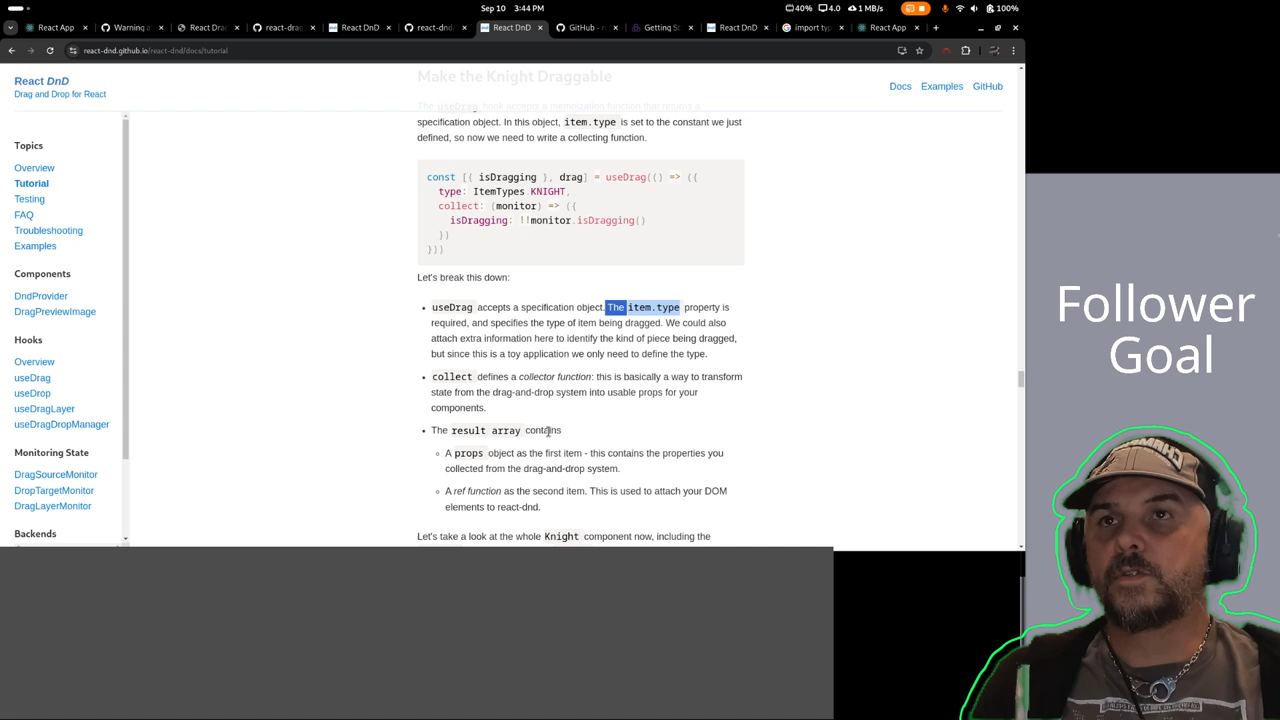 Sep 10 3:44 PM
40% 4.0 1 MB/s 100%
React App
Warning a
React Dra
react-drag
React DnD
react-dnd
React DnD
GitHub - r
Getting St
React DnD
import typ
React App
react-dnd.github.io/react-dnd/docs/tutorial
React DnD
Drag and Drop for React
Docs Examples GitHub
Topics
Overview
Tutorial
Testing
FAQ
Troubleshooting
Examples
Components
DndProvider
DragPreviewImage
Hooks
Overview
useDrag
useDrop
useDragLayer
useDragDropManager
Monitoring State
DragSourceMonitor
DropTargetMonitor
DragLayerMonitor
Backends
Make the Knight Draggable
The useDrag hook accepts a memoization function that returns a
specification object. In this object, item.type is set to the constant we just
defined, so now we need to write a collecting function.
const [{ isDragging }, drag] = useDrag(() => ({
type: ItemTypes.KNIGHT,
collect: (monitor) => ({
isDragging: !!monitor.isDragging()
})
}))
Let's break this down:
• useDrag accepts a specification object. The item.type property is
required, and specifies the type of item being dragged. We could also
attach extra information here to identify the kind of piece being dragged,
but since this is a toy application we only need to define the type.
• collect defines a collector function: this is basically a way to transform
state from the drag-and-drop system into usable props for your
components.
• The result array contains
◦ A props object as the first item - this contains the properties you
collected from the drag-and-drop system.
◦ A ref function as the second item. This is used to attach your DOM
elements to react-dnd.
Let's take a look at the whole Knight component now, including the
Follower
Goal